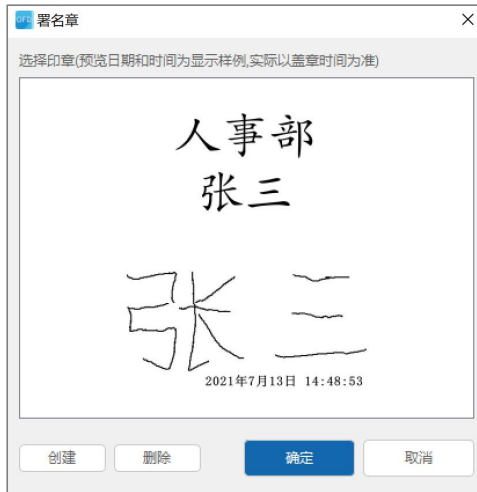 OFD 署名章
选择印章(预览日期和时间为显示样例,实际以盖章时间为准)
人事部
张三
张三
2021年7月13日 14:48:53
创建 删除 确定 取消